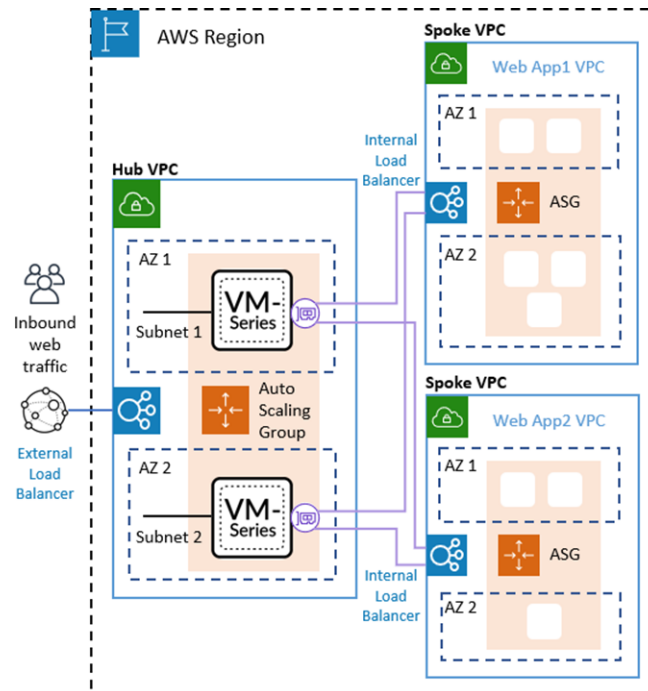 AWS Region
Spoke VPC
Web App1 VPC
AZ 1
ASG
AZ 2
Internal
Load
Balancer
Hub VPC
AZ 1
VM-
Series
Subnet 1
Auto
Scaling
Group
AZ 2
VM-
Series
Subnet 2
Inbound
web
traffic
External
Load
Balancer
Spoke VPC
Web App2 VPC
AZ 1
ASG
AZ 2
Internal
Load
Balancer